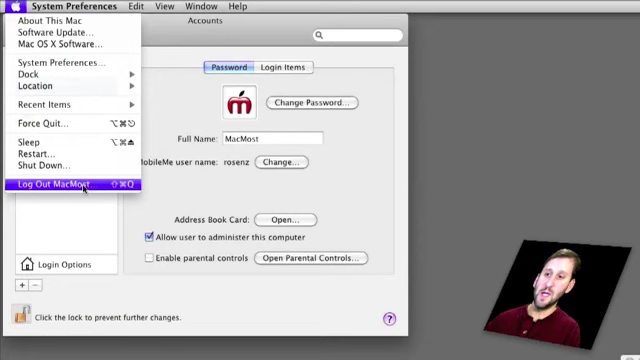 System Preferences Edit View Window Help
About This Mac
Software Update...
Mac OS X Software...
System Preferences...
Dock
Location
Recent Items
Force Quit...
Sleep
Restart...
Shut Down...
Log Out MacMost... ⇧⌘Q
Accounts
Password Login Items
Change Password...
Full Name: MacMost
MobileMe user name: rosenz Change...
Address Book Card: Open...
Allow user to administer this computer
Enable parental controls Open Parental Controls...
Login Options
+ −
Click the lock to prevent further changes.
?